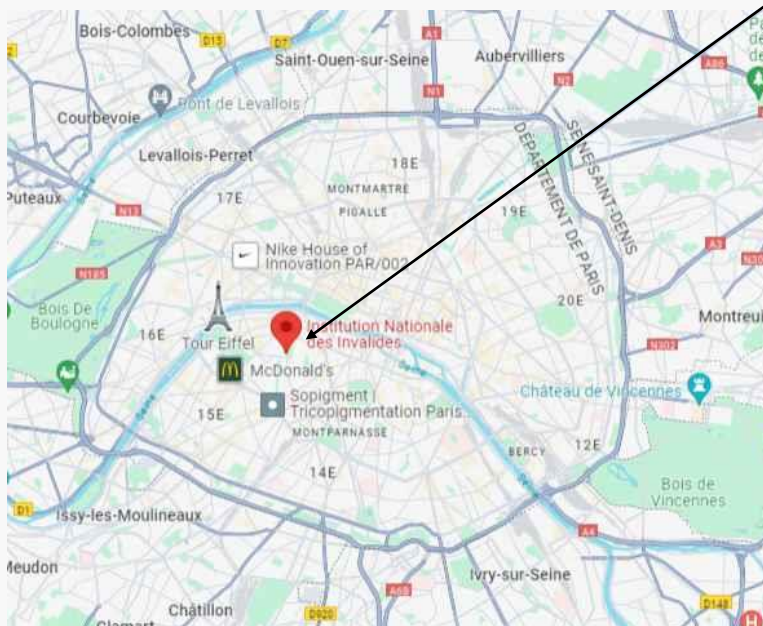 Bois-Colombes
D13
D7
A1
Saint-Ouen-sur-Seine
Aubervilliers
A86
N1
N2
Courbevoie
Pont de Levallois
Levallois-Perret
18E
MONTMARTRE
PIGALLE
17E
19E
SEINE-SAINT-DENIS
DÉPARTEMENT DE PARIS
Puteaux
N13
A3
N185
Nike House of
Innovation PAR/002
20E
Bois De
Boulogne
16E
Tour Eiffel
Institution Nationale
des Invalides
Montreuil
N302
McDonald's
Seine
Château de Vincennes
Sopigment |
Tricopigmentation Paris...
15E
MONTPARNASSE
Seine
BERCY
12E
14E
Seine
Bois de
Vincennes
D1
Issy-les-Moulineaux
A4
Meudon
Ivry-sur-Seine
A6B
Châtillon
D920
D148
Clamart